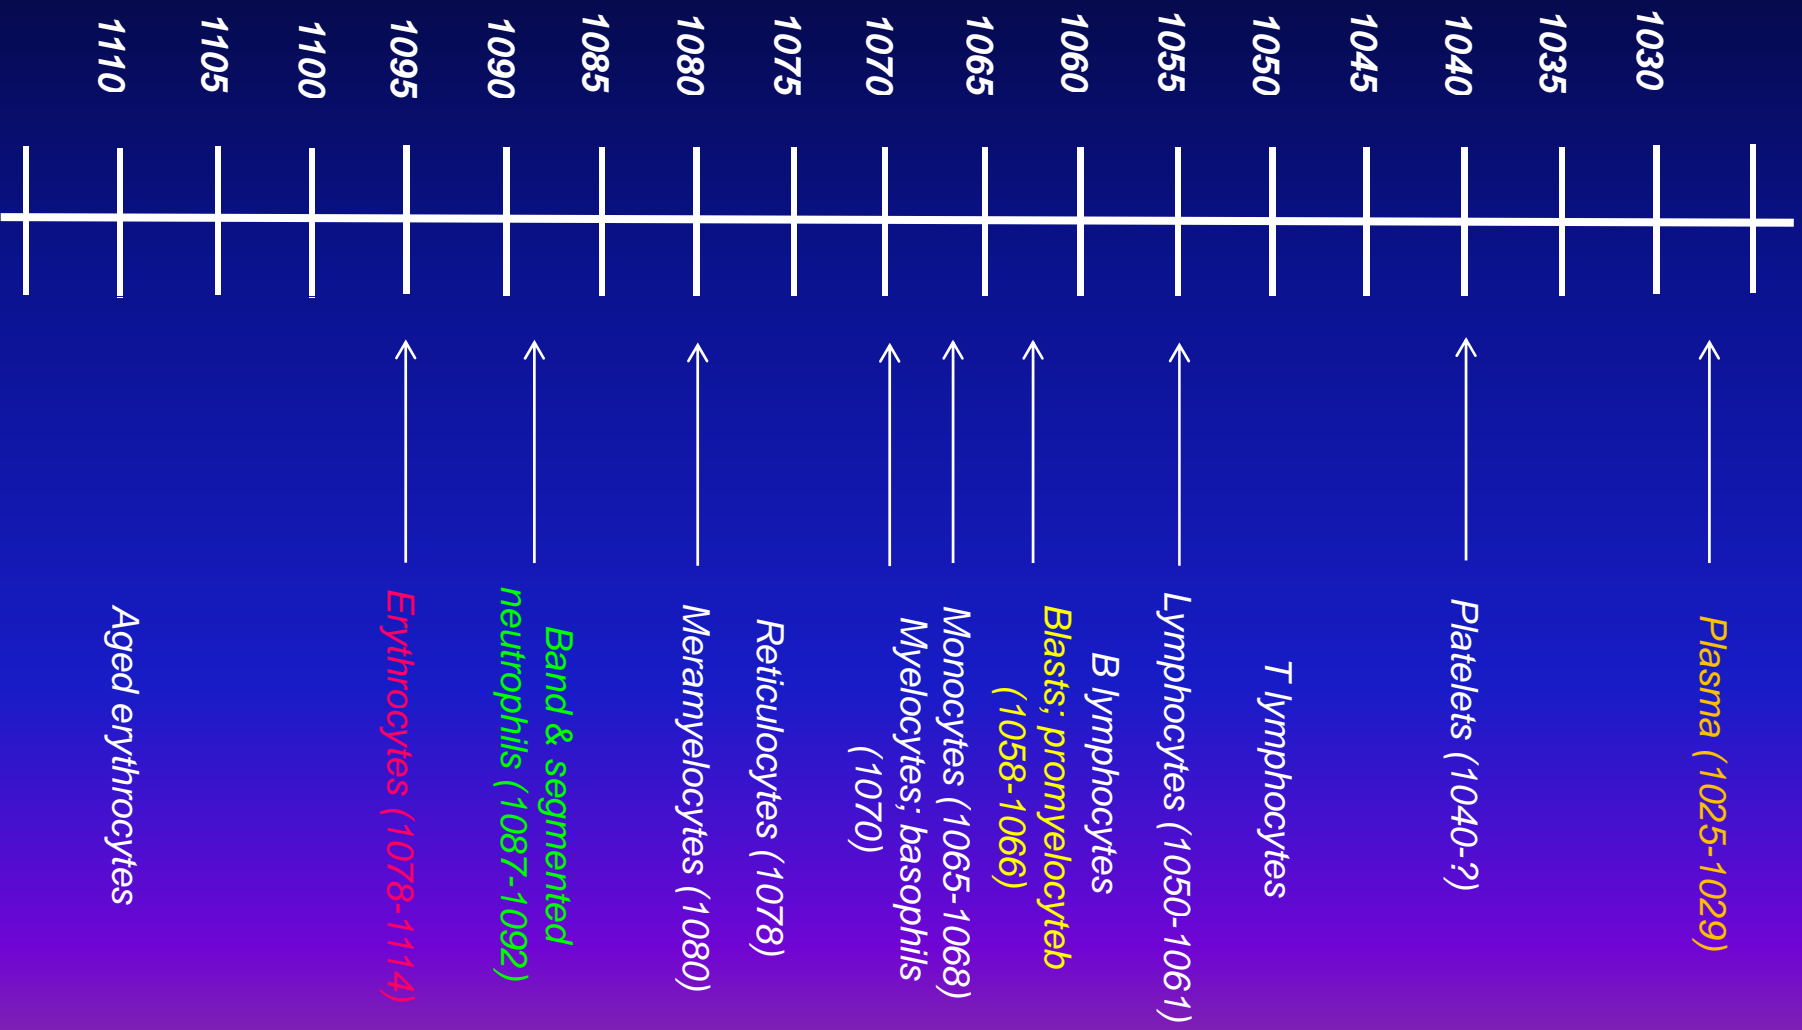 1030
1035
1040
1045
1050
1055
1060
1065
1070
1075
1080
1085
1090
1095
1100
1105
1110
Plasma (1025-1029)
Platelets (1040-?)
T lymphocytes
Lymphocytes (1050-1061)
B lymphocytes
Blasts; promyelocyteb
(1058-1066)
Monocytes (1065-1068)
Myelocytes; basophils
(1070)
Reticulocytes (1078)
Meramyelocytes (1080)
Band & segmented
neutrophils (1087-1092)
Erythrocytes (1078-1114)
Aged erythrocytes